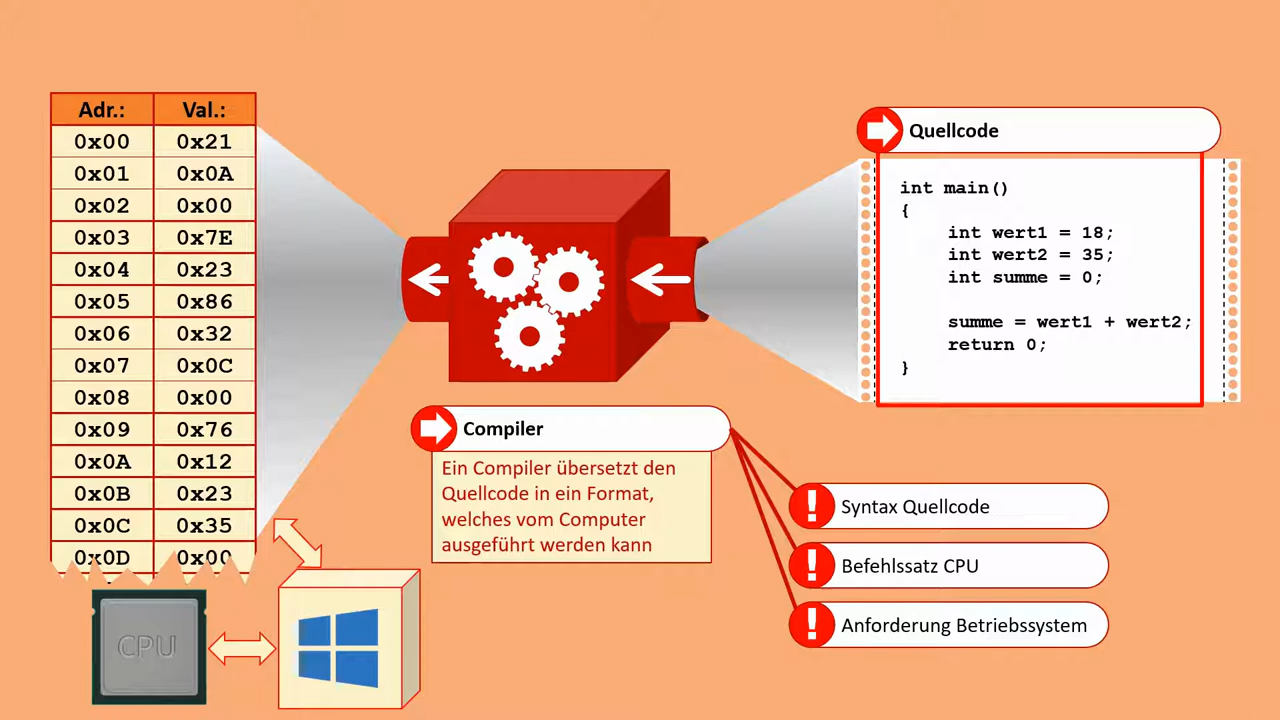 Adr.: Val.:
0x00 0x21
0x01 0x0A
0x02 0x00
0x03 0x7E
0x04 0x23
0x05 0x86
0x06 0x32
0x07 0x0C
0x08 0x00
0x09 0x76
0x0A 0x12
0x0B 0x23
0x0C 0x35
0x0D 0x00
CPU
Compiler
Ein Compiler übersetzt den
Quellcode in ein Format,
welches vom Computer
ausgeführt werden kann
Quellcode
int main()
{
int wert1 = 18;
int wert2 = 35;
int summe = 0;
summe = wert1 + wert2;
return 0;
}
! Syntax Quellcode
! Befehlssatz CPU
! Anforderung Betriebssystem